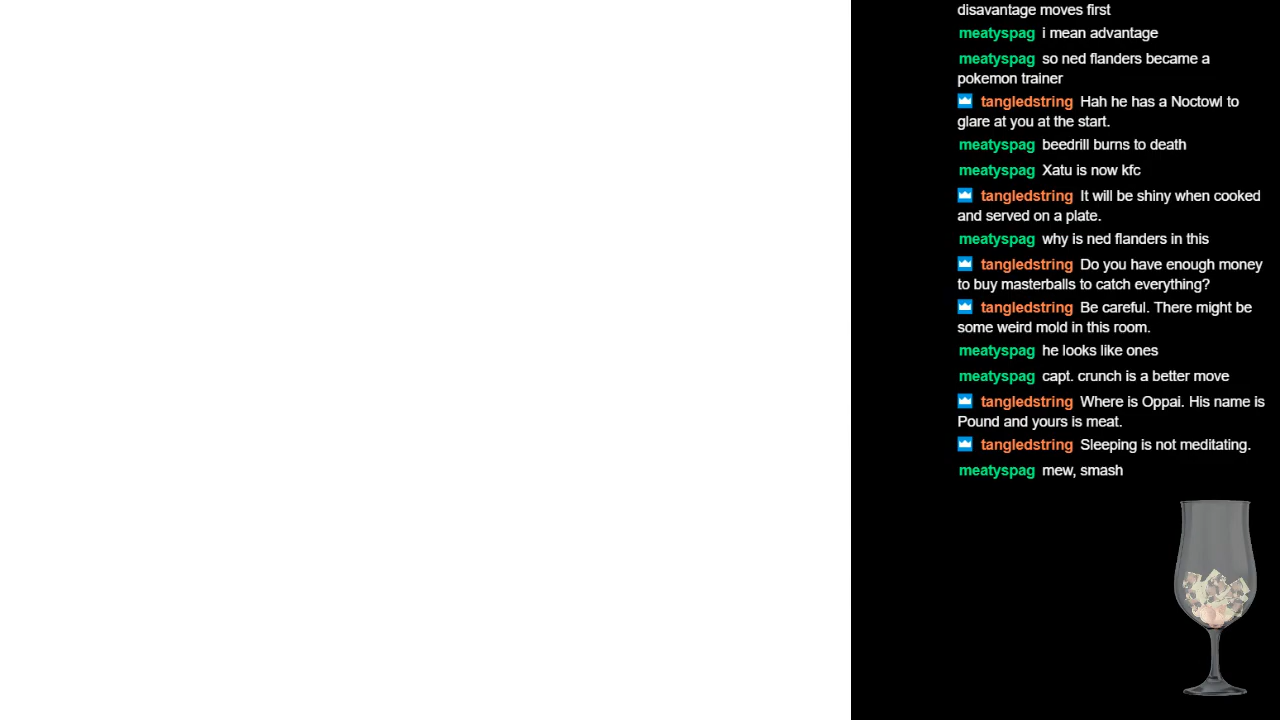 disavantage moves first
meatyspag i mean advantage
meatyspag so ned flanders became a
pokemon trainer
tangledstring Hah he has a Noctowl to
glare at you at the start.
meatyspag beedrill burns to death
meatyspag Xatu is now kfc
tangledstring It will be shiny when cooked
and served on a plate.
meatyspag why is ned flanders in this
tangledstring Do you have enough money
to buy masterballs to catch everything?
tangledstring Be careful. There might be
some weird mold in this room.
meatyspag he looks like ones
meatyspag capt. crunch is a better move
tangledstring Where is Oppai. His name is
Pound and yours is meat.
tangledstring Sleeping is not meditating.
meatyspag mew, smash